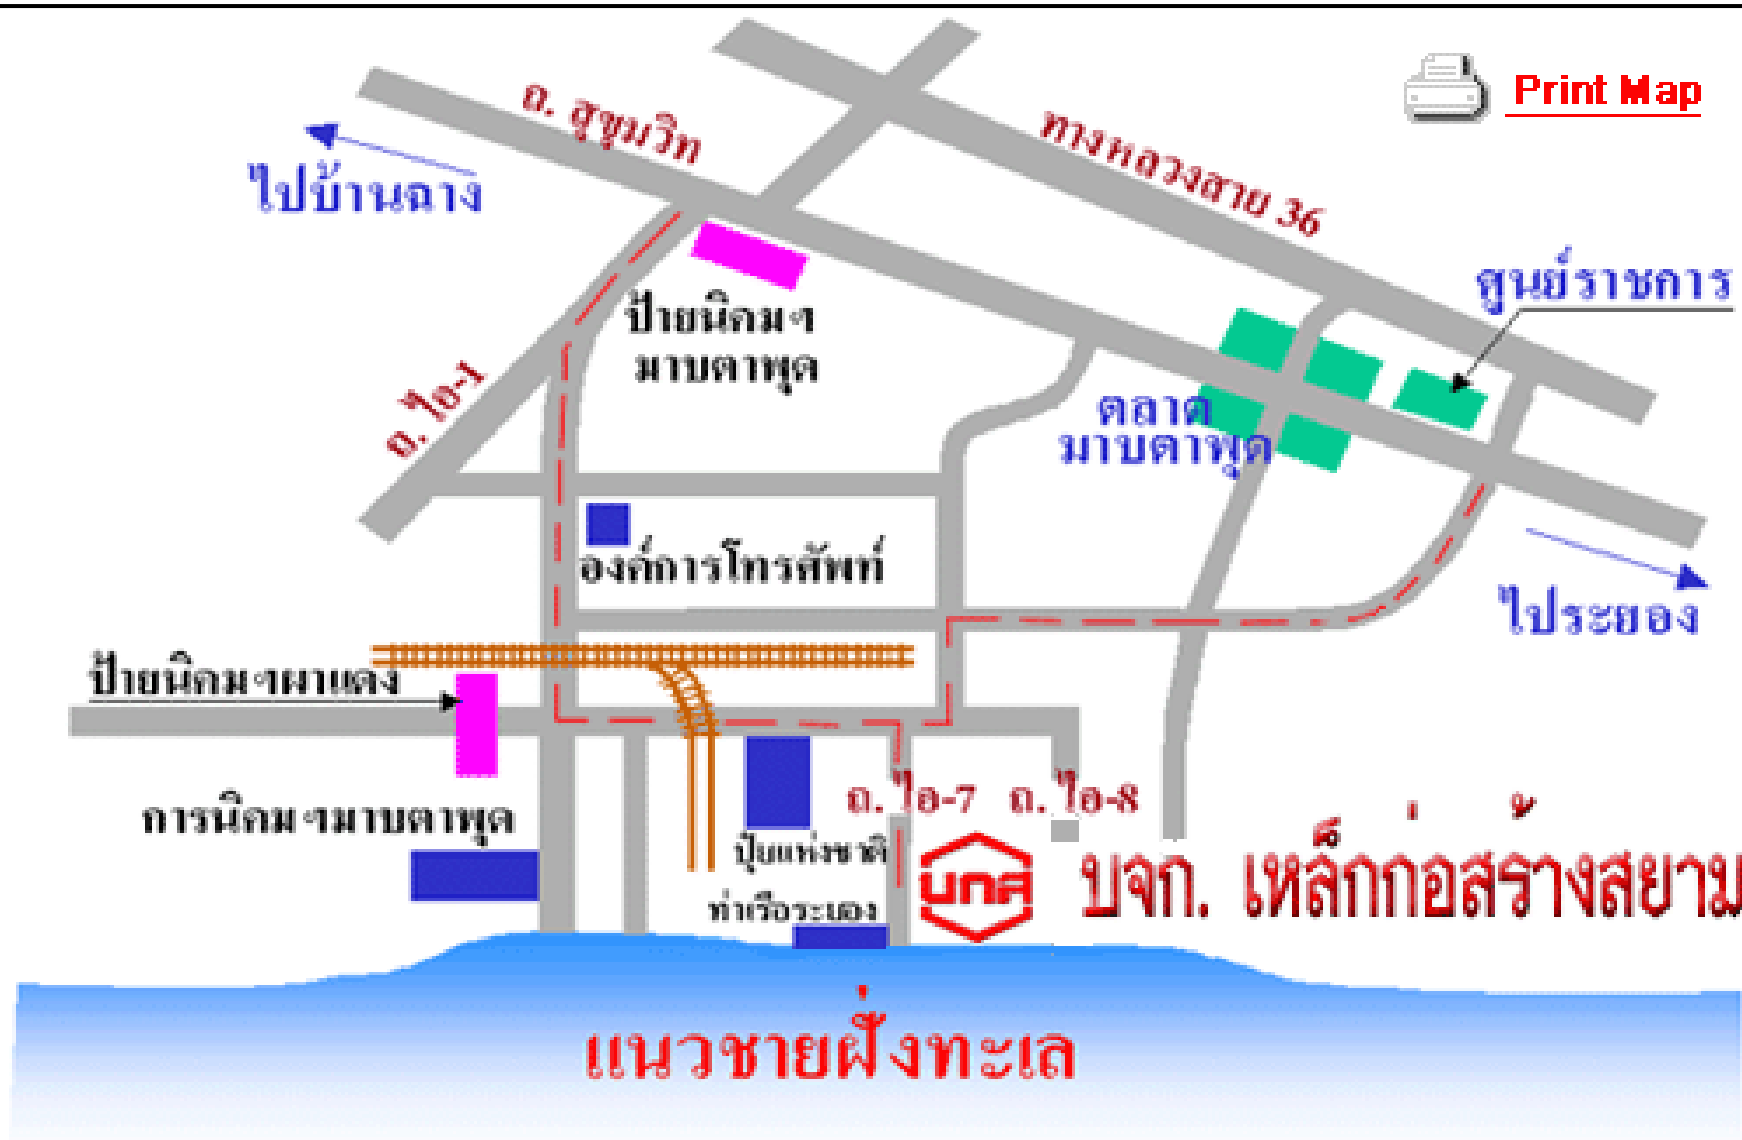 Print Map
ถ. สุขุมวิท
ทางหลวงสาย 36
ไปบ้านฉาง
ศูนย์ราชการ
ป้ายนิคมฯ
มาบตาพุด
ถ. ไอ-1
ตลาด
มาบตาพุด
องค์การโทรศัพท์
ไประยอง
ป้ายนิคมฯผาแดง
การนิคมฯมาบตาพุด
ถ. ไอ-7
ถ. ไอ-8
ปุ๋ยแห่งชาติ
ท่าเรือระยอง
บกส
บจก. เหล็กก่อสร้างสยาม
แนวชายฝั่งทะเล